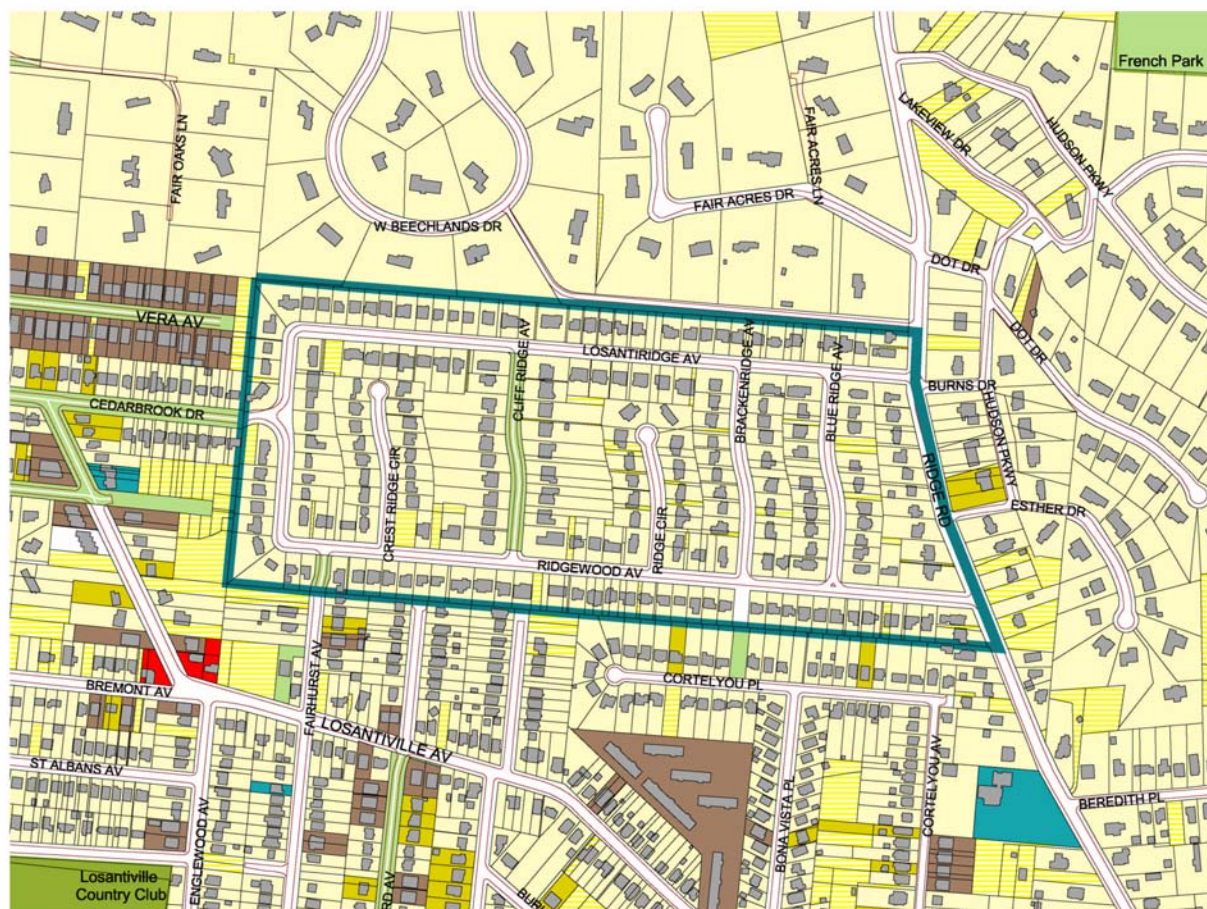 French Park
LAKEVIEW DR
HUDSON PKWY
FAIR OAKS LN
FAIR ACRES LN
FAIR ACRES DR
W BEECHLANDS DR
DOT DR
DOT DR
VERA AV
CLIFF RIDGE AV
LOSANTIRIDGE AV
BRACKENRIDGE AV
BLUE RIDGE AV
BURNS DR
HUDSON PKWY
CEDARBROOK DR
CREST RIDGE CIR
RIDGE CIR
RIDGE RD
ESTHER DR
RIDGEWOOD AV
FAIRHURST AV
CORTELYOU PL
BREMONT AV
LOSANTIVILLE AV
ST ALBANS AV
ENGLEWOOD AV
BONA VISTA PL
CORTELYOU AV
BEREDITH PL
Losantiville
Country Club
RD AV